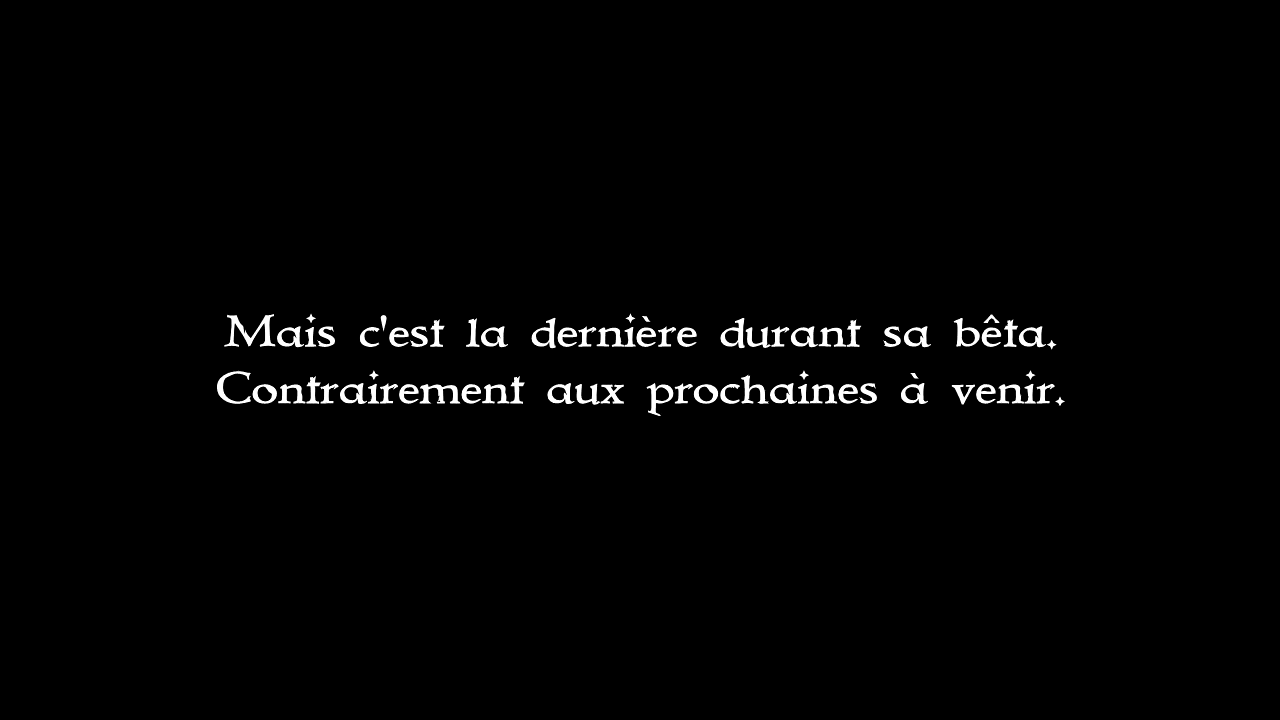 Mais c'est la dernière durant sa bêta.
Contrairement aux prochaines à venir.